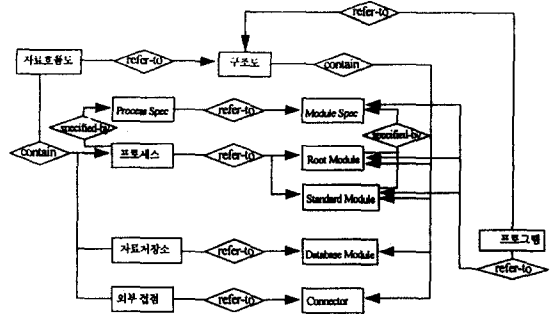 refer-to
자료흐름도
refer-to
구조도
contain
Process Spec
refer-to
Module Spec
specified-by
specified-by
contain
프로세스
refer-to
Root Module
Standard Module
프로그램
자료저장소
refer-to
Database Module
refer-to
외부 접점
refer-to
Connector